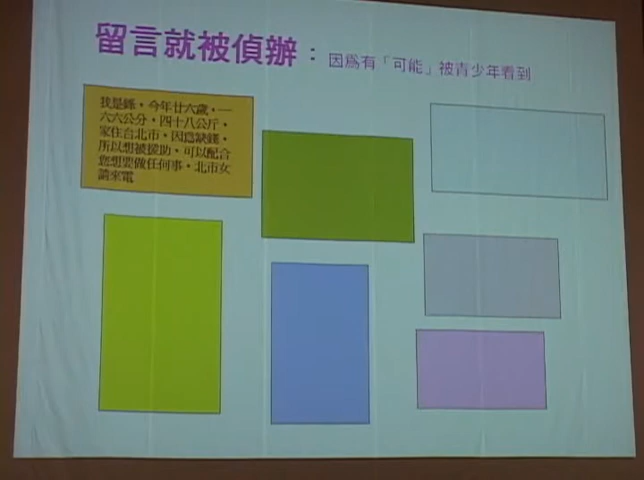 留言就被偵辦：因為有「可能」被青少年看到
我是綠，今年廿六歲，一
六六公分，四十八公斤，
家住台北市，因為缺錢，
所以想被援助，可以配合
您想要做任何事，北市女
請來電